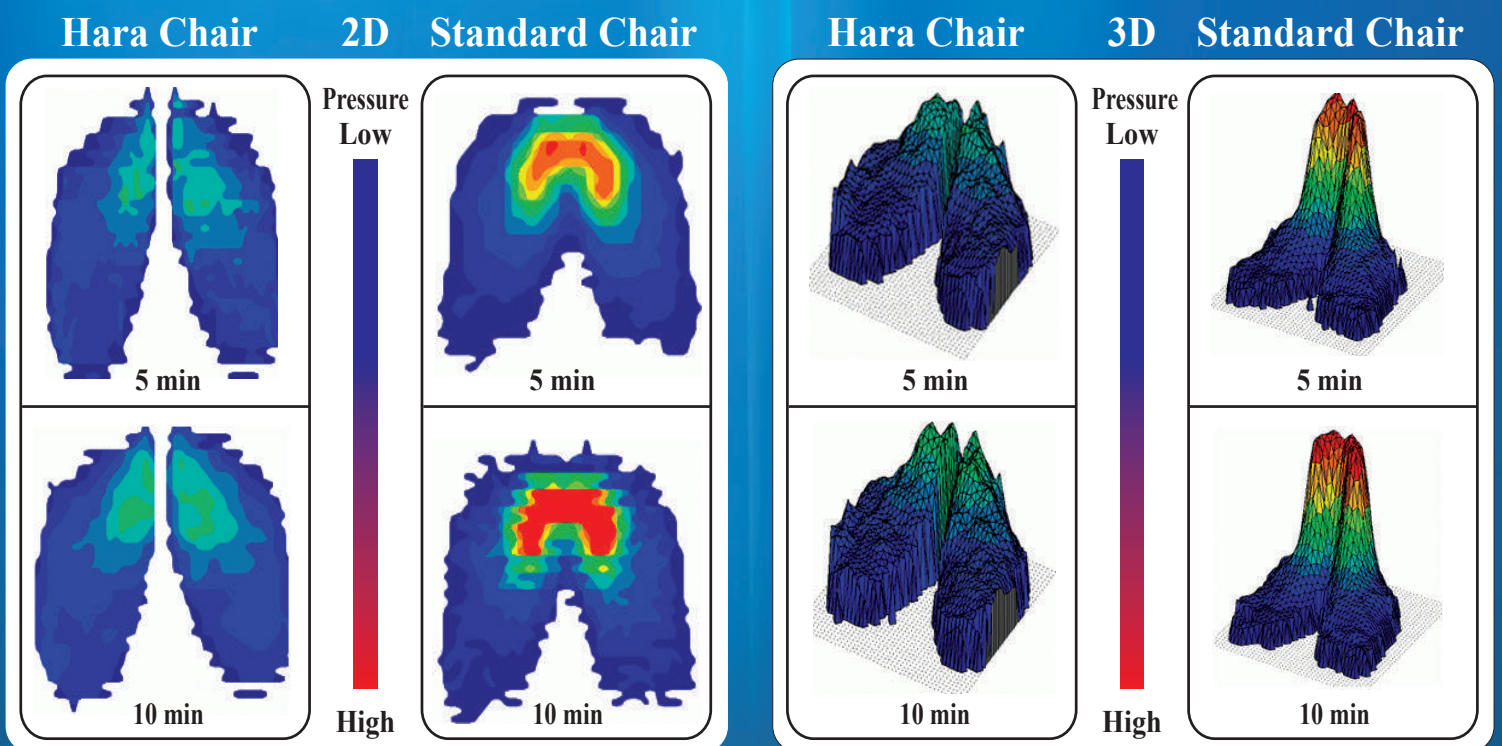 Hara Chair 2D Standard Chair
Pressure
Low
5 min
5 min
10 min
High
10 min
Hara Chair 3D Standard Chair
Pressure
Low
5 min
5 min
10 min
High
10 min